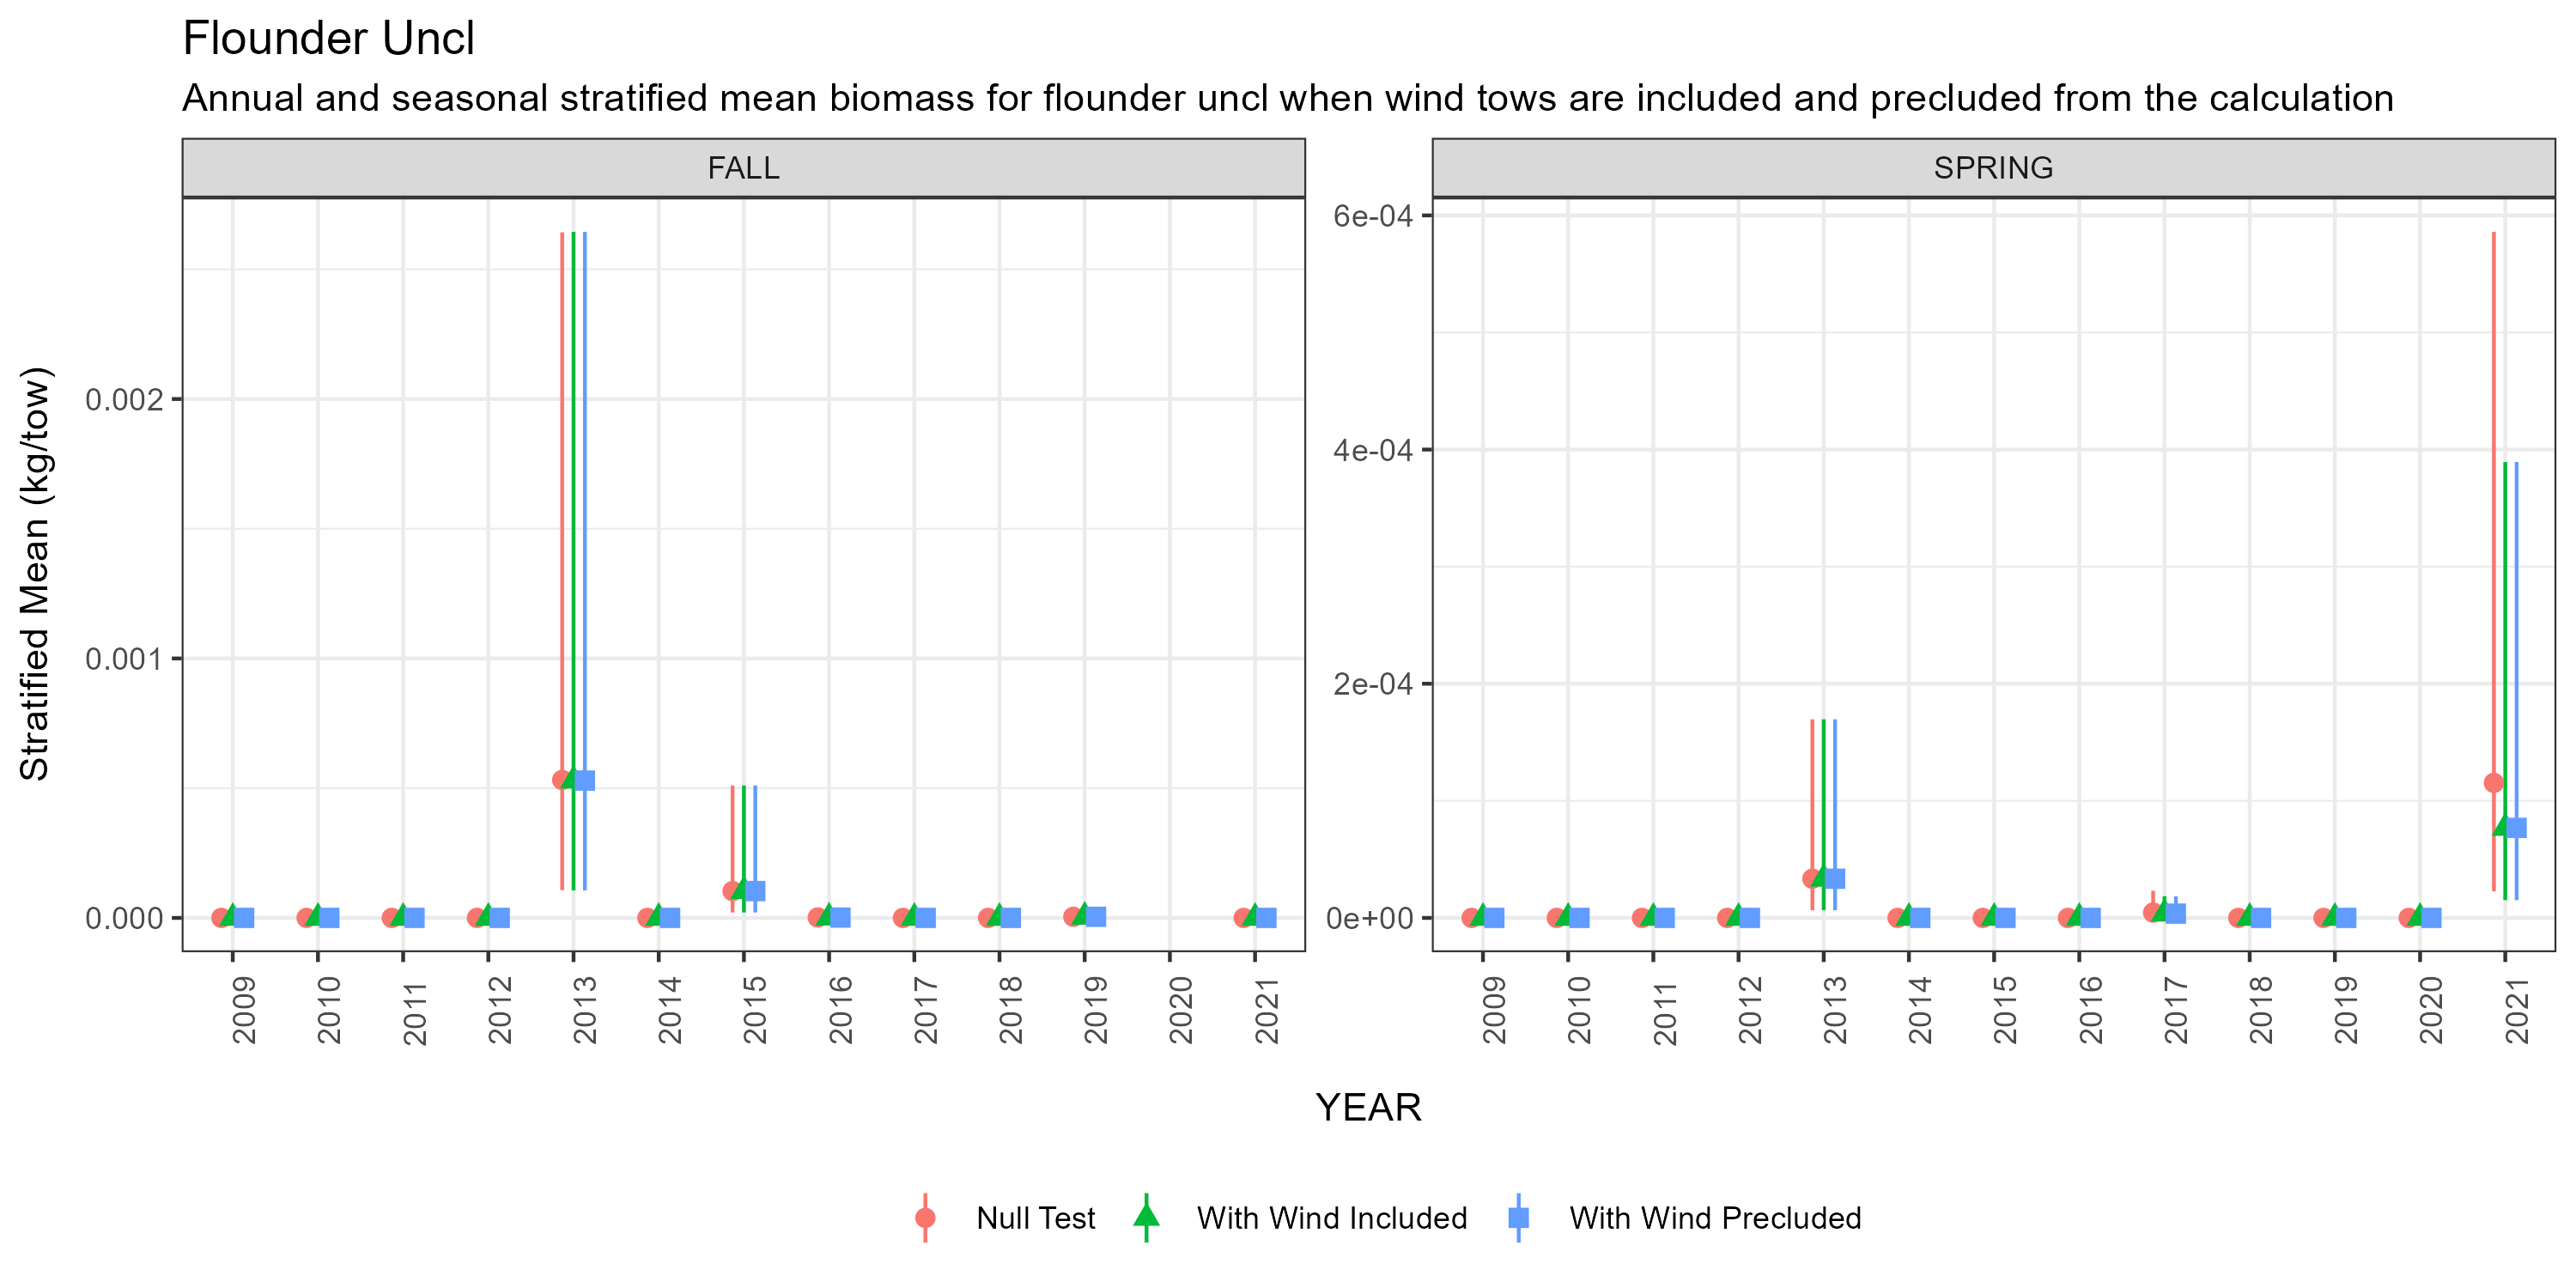 Flounder Uncl
Annual and seasonal stratified mean biomass for flounder uncl when wind tows are included and precluded from the calculation
FALL
SPRING
Stratified Mean (kg/tow)
0.002
0.001
0.000
6e-04
4e-04
2e-04
0e+00
2009 2010 2011 2012 2013 2014 2015 2016 2017 2018 2019 2020 2021
2009 2010 2011 2012 2013 2014 2015 2016 2017 2018 2019 2020 2021
YEAR
Null Test With Wind Included With Wind Precluded